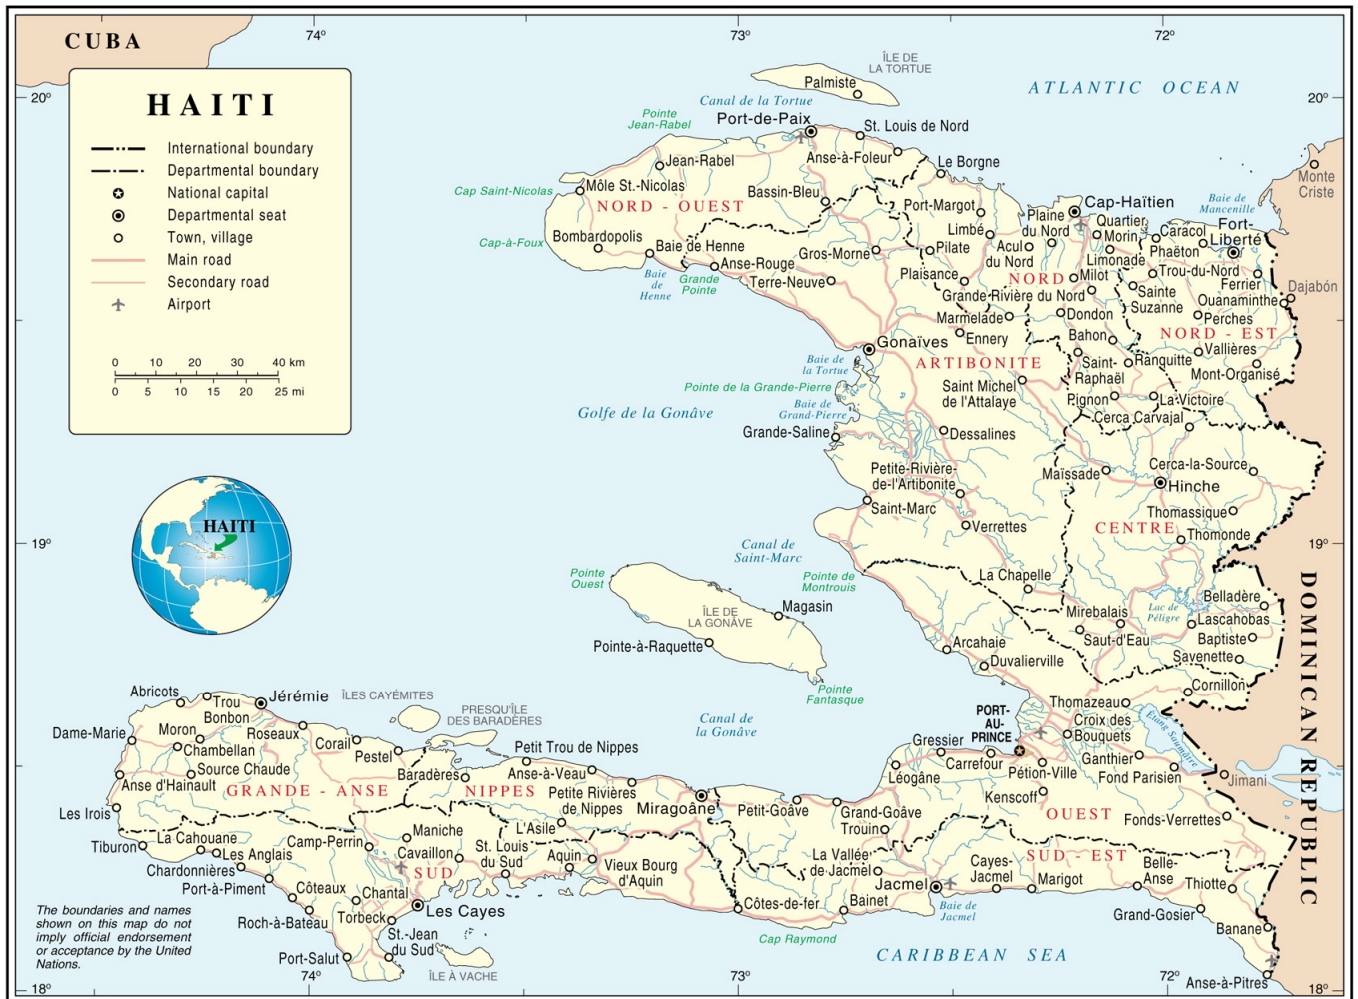 CUBA
74°
73°
72°
20°
20°
HAITI
International boundary
Departmental boundary
National capital
Departmental seat
Town, village
Main road
Secondary road
Airport
0 10 20 30 40 km
0 5 10 15 20 25 mi
HAITI
ÎLE DE
LA TORTUE
Palmiste
ATLANTIC OCEAN
Canal de la Tortue
Pointe
Jean-Rabel
Port-de-Paix
St. Louis de Nord
Anse-à-Foleur
Le Borgne
Jean-Rabel
Cap Saint-Nicolas
Môle St.-Nicolas
Bassin-Bleu
NORD - OUEST
Port-Margot
Cap-Haïtien
Baie de
Mancenille
Monte
Criste
Plaine
du Nord
Quartier
Morin
Limbé
Caracol
Fort-
Liberté
Phaëton
Cap-à-Foux
Bombardopolis
Baie de Henne
Acul
du Nord
Limonade
Pilate
Gros-Morne
Anse-Rouge
Baie
de
Henne
Grande
Pointe
Terre-Neuve
Plaisance
NORD
Milot
Trou-du-Nord
Ferrier
Dajabón
Grande-Rivière du Nord
Sainte
Suzanne
Ouanaminthe
Perches
Marmelade
Dondon
NORD - EST
Ennery
Bahon
Gonaïves
ARTIBONITE
Vallières
Ranquitte
Saint-
Raphaël
Mont-Organisé
Baie de
la Tortue
Pointe de la Grande-Pierre
Saint Michel
de l'Attalaye
Pignon
La Victoire
Baie de
Grand-Pierre
Golfe de la Gonâve
Cerca Carvajal
Grande-Saline
Dessalines
Petite-Rivière-
de-l'Artibonite
Maïssade
Cerca-la-Source
Hinche
Saint-Marc
Thomassique
Verrettes
CENTRE
Thomonde
19°
19°
Canal de
Saint-Marc
Pointe
Ouest
Pointe de
Montrouis
La Chapelle
Belladère
Lac de
Péligre
Magasin
ÎLE DE
LA GONÂVE
Mirebalais
Lascahobas
Saut-d'Eau
Baptiste
Pointe-à-Raquette
Arcahaie
Savenette
Duvalierville
Cornillon
Pointe
Fantasque
DOMINICAN REPUBLIC
Abricots
Trou
Bonbon
Jérémie
ÎLES CAYÉMITES
PRESQU'ÎLE
DES BARADÈRES
Canal de
la Gonâve
PORT-
AU-
PRINCE
Thomazeau
Croix des
Bouquets
Étang Saumâtre
Dame-Marie
Moron
Roseaux
Corail
Chambellan
Pestel
Petit Trou de Nippes
Gressier
Carrefour
Ganthier
Source Chaude
Baradères
Anse-à-Veau
Léogâne
Pétion-Ville
Fond Parisien
Jimani
Anse d'Hainault
GRANDE - ANSE
NIPPES
Petite Rivières
de Nippes
Miragoâne
Kenscoff
Petit-Goâve
Grand-Goâve
OUEST
Les Irois
Fonds-Verrettes
L'Asile
Trouin
La Cahouane
Maniche
Tiburon
Camp-Perrin
Les Anglais
Cavaillon
St. Louis
du Sud
Aquin
La Vallée
de Jacmel
SUD - EST
Cayes-
Jacmel
Belle-
Anse
Chardonnières
SUD
Vieux Bourg
d'Aquin
Port-à-Piment
Jacmel
Marigot
Thiotte
Côteaux
Chantal
Côtes-de-fer
Bainet
Baie de
Jacmel
Les Cayes
Torbeck
Roch-à-Bateau
Grand-Gosier
St.-Jean
du Sud
Banane
Cap Raymond
Port-Salut
CARIBBEAN SEA
ÎLE À VACHE
Anse-à-Pitres
The boundaries and names
shown on this map do not
imply official endorsement
or acceptance by the United
Nations.
74°
73°
72°
18°
18°